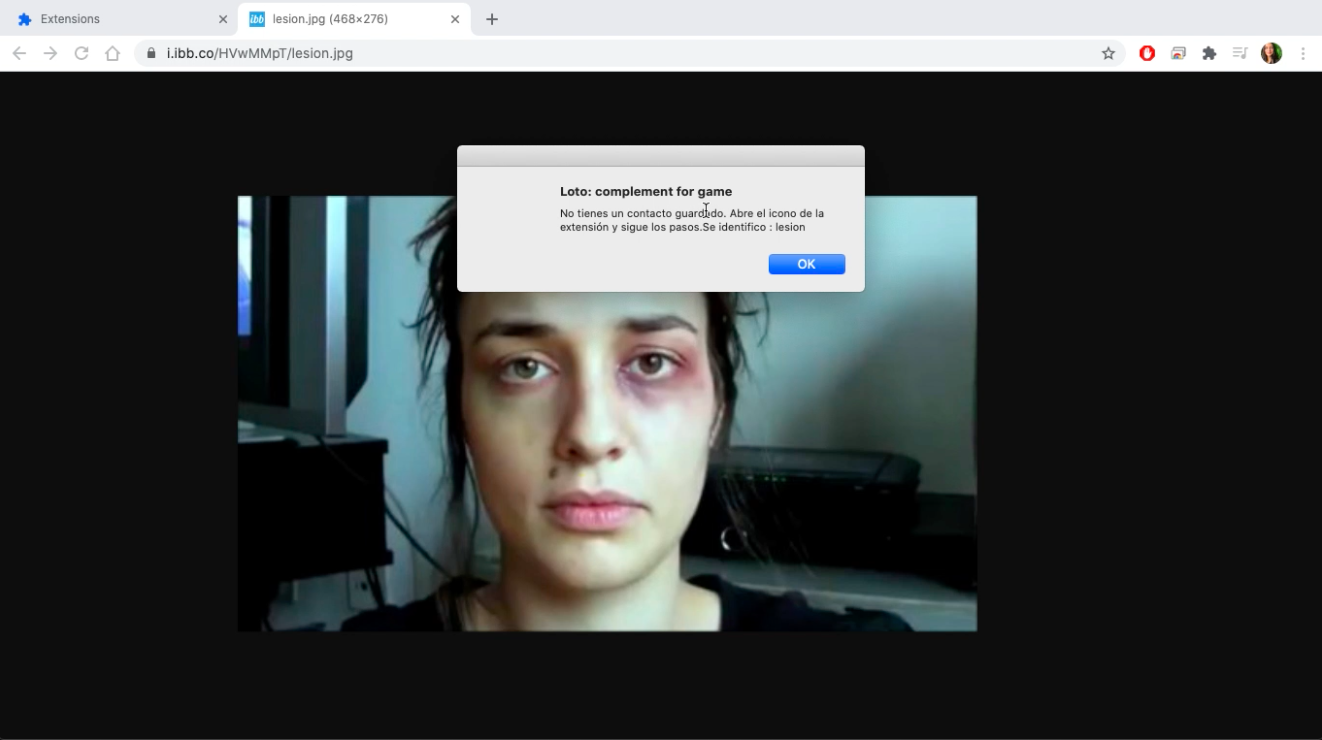 Extensions
ibb
lesion.jpg (468×276)
i.ibb.co/HVwMMpT/lesion.jpg
Loto: complement for game
No tienes un contacto guardado. Abre el icono de la
extensión y sigue los pasos.Se identifico : lesion
OK